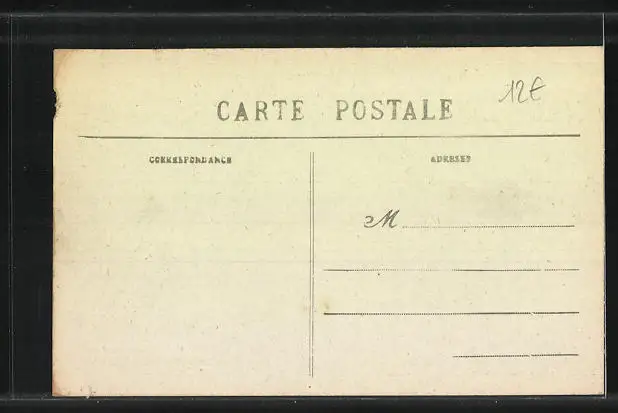 12€
CARTE POSTALE
CORRESPONDANCE
ADRESSE
M